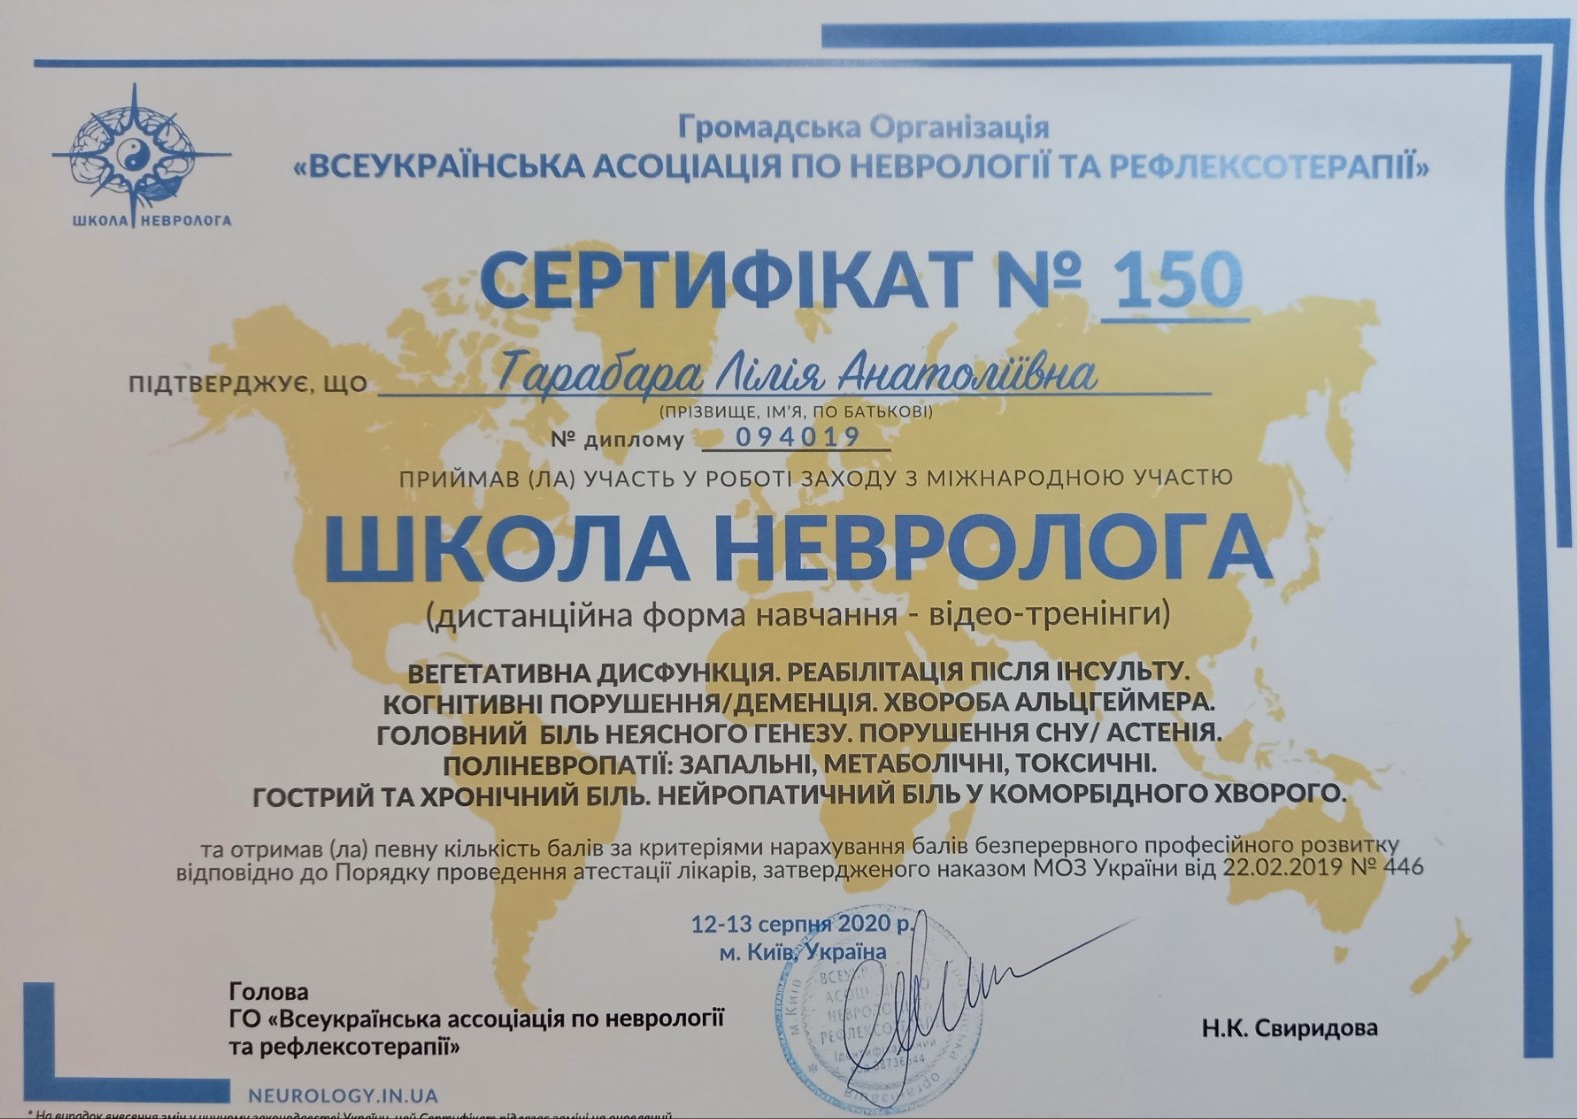 Громадська Організація
«ВСЕУКРАЇНСЬКА АСОЦІАЦІЯ ПО НЕВРОЛОГІЇ ТА РЕФЛЕКСОТЕРАПІЇ»
ШКОЛА НЕВРОЛОГА
СЕРТИФІКАТ № 150
ПІДТВЕРДЖУЄ, ЩО Тарабара Лілія Анатоліївна
(ПРІЗВИЩЕ, ІМ'Я, ПО БАТЬКОВІ)
№ диплому 094019
ПРИЙМАВ (ЛА) УЧАСТЬ У РОБОТІ ЗАХОДУ З МІЖНАРОДНОЮ УЧАСТЮ
ШКОЛА НЕВРОЛОГА
(дистанційна форма навчання - відео-тренінги)
ВЕГЕТАТИВНА ДИСФУНКЦІЯ. РЕАБІЛІТАЦІЯ ПІСЛЯ ІНСУЛЬТУ.
КОГНІТИВНІ ПОРУШЕННЯ/ДЕМЕНЦІЯ. ХВОРОБА АЛЬЦГЕЙМЕРА.
ГОЛОВНИЙ БІЛЬ НЕЯСНОГО ГЕНЕЗУ. ПОРУШЕННЯ СНУ/ АСТЕНІЯ.
ПОЛІНЕВРОПАТІЇ: ЗАПАЛЬНІ, МЕТАБОЛІЧНІ, ТОКСИЧНІ.
ГОСТРИЙ ТА ХРОНІЧНИЙ БІЛЬ. НЕЙРОПАТИЧНИЙ БІЛЬ У КОМОРБІДНОГО ХВОРОГО.
та отримав (ла) певну кількість балів за критеріями нарахування балів безперервного професійного розвитку
відповідно до Порядку проведення атестації лікарів, затвердженого наказом МОЗ України від 22.02.2019 № 446
12-13 серпня 2020 р.
м. Київ, Україна
Голова
ГО «Всеукраїнська ассоціація по неврології
та рефлексотерапії»
Н.К. Свиридова
м Київ
NEUROLOGY.IN.UA